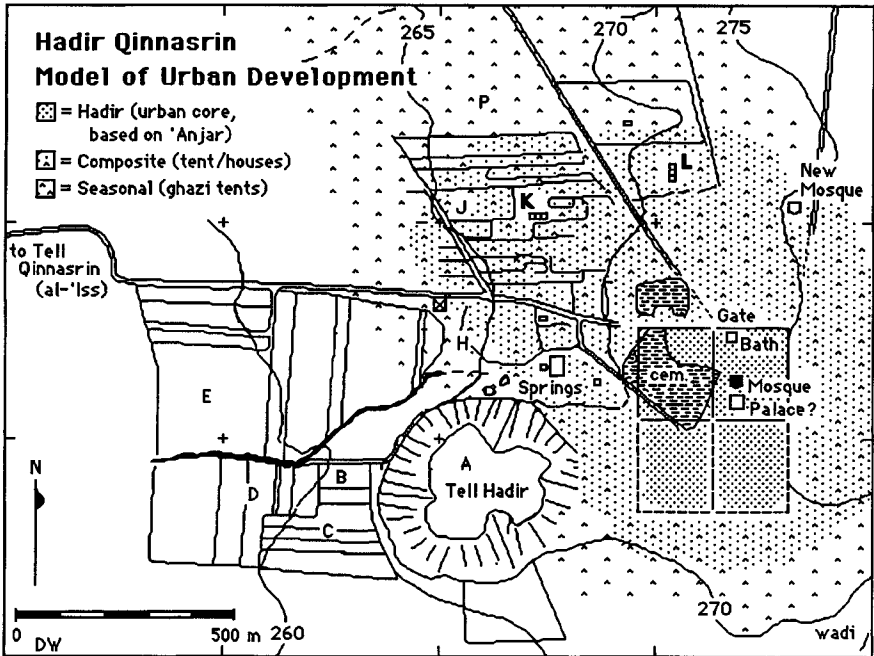 Hadir Qinnasrin
Model of Urban Development
= Hadir (urban core,
based on 'Anjar)
= Composite (tent/houses)
= Seasonal (ghazi tents)
265
270
275
P
L
New
Mosque
J
K
to Tell
Qinnasrin
(al-'Iss)
Gate
Bath
H
cem.
Mosque
Springs
Palace?
E
A
Tell Hadir
N
B
D
C
0
500 m
260
270
DW
wadi